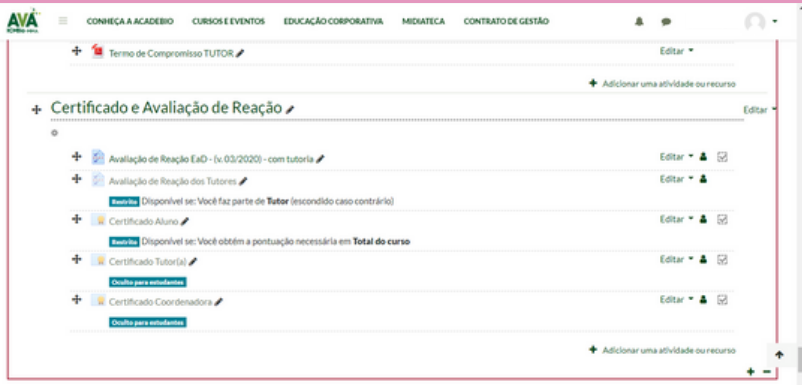 AVA
ICMBio
CONHEÇA A ACADEBIO
CURSOS E EVENTOS
EDUCAÇÃO CORPORATIVA
MIDIATECA
CONTRATO DE GESTÃO
Termo de Compromisso TUTOR
Editar
Adicionar uma atividade ou recurso
Certificado e Avaliação de Reação
Editar
Avaliação de Reação EaD - (v. 03/2020) - com tutoria
Editar
Avaliação de Reação dos Tutores
Editar
Restrito Disponível se: Você faz parte de Tutor (escondido caso contrário)
Certificado Aluno
Editar
Restrito Disponível se: Você obtém a pontuação necessária em Total do curso
Certificado Tutor(a)
Editar
Oculto para estudantes
Certificado Coordenadora
Editar
Oculto para estudantes
Adicionar uma atividade ou recurso